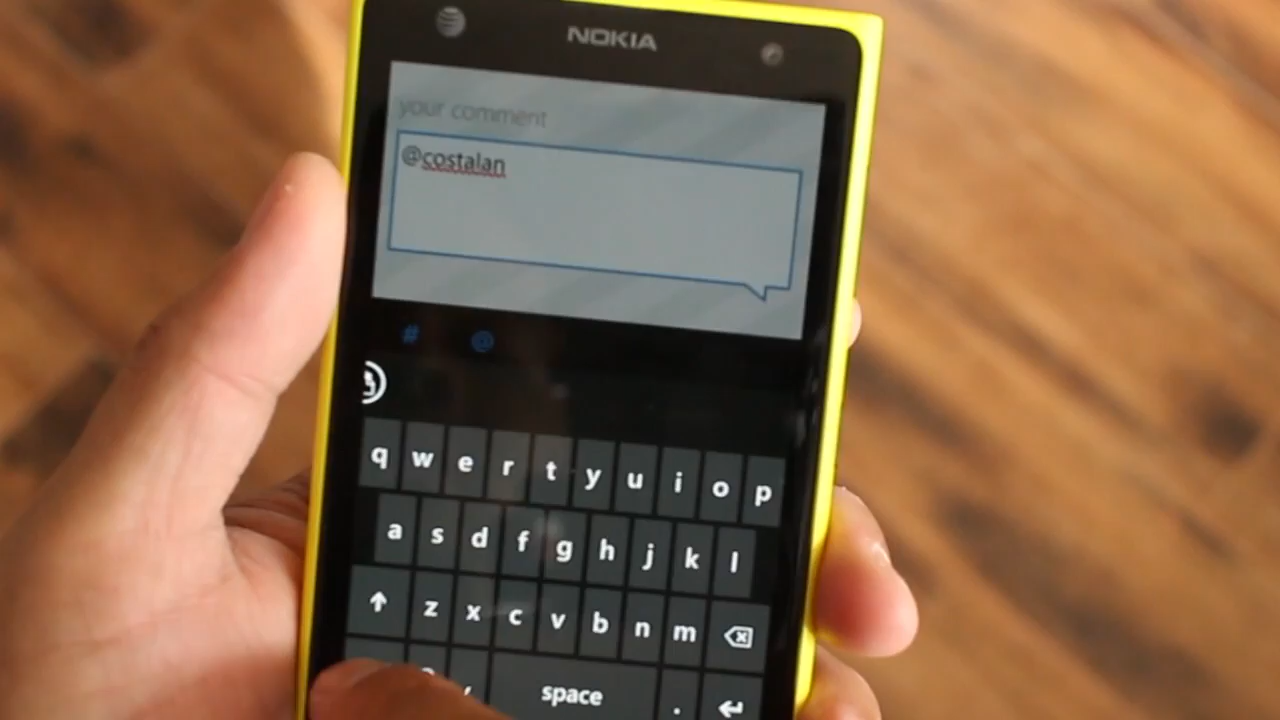 NOKIA
your comment
@costalan
# @
q w e r t y u i o p
a s d f g h j k l
z x c v b n m
space .